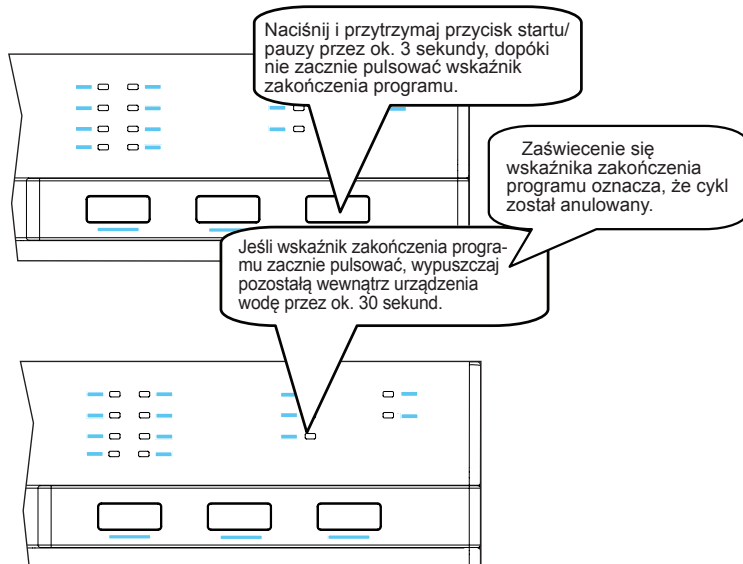 Naciśnij i przytrzymaj przycisk startu/
pauzy przez ok. 3 sekundy, dopóki
nie zacznie pulsować wskaźnik
zakończenia programu.
Zaświecenie się
wskaźnika zakończenia
programu oznacza, że cykl
został anulowany.
Jeśli wskaźnik zakończenia progra-
mu zacznie pulsować, wypuszczaj
pozostałą wewnątrz urządzenia
wodę przez ok. 30 sekund.